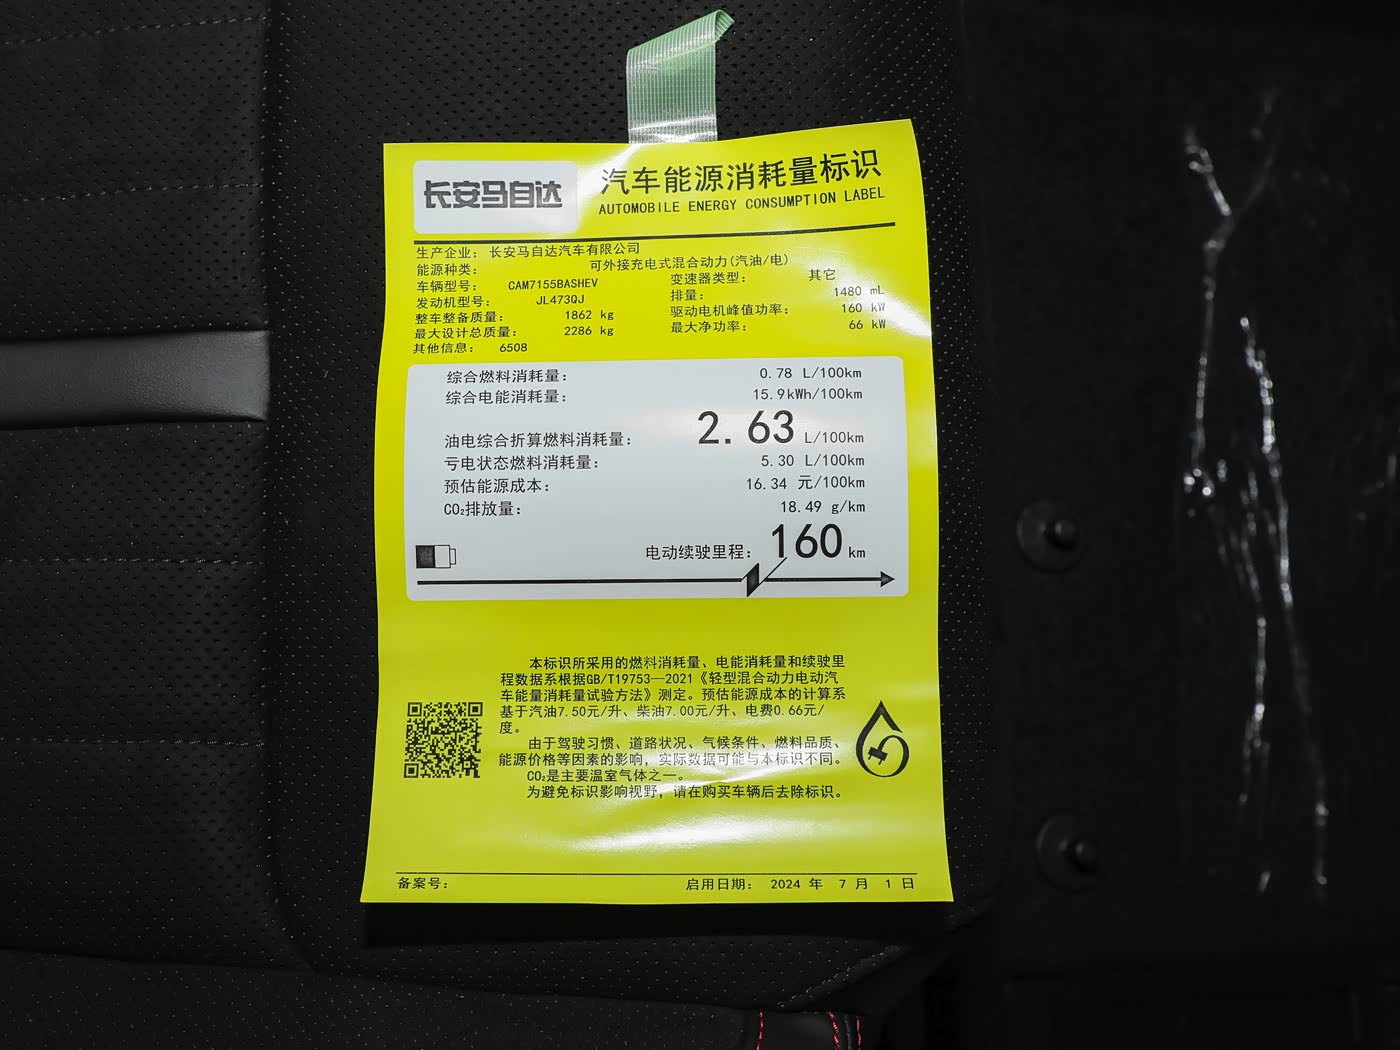 长安马自达
汽车能源消耗量标识
AUTOMOBILE ENERGY CONSUMPTION LABEL
生产企业： 长安马自达汽车有限公司
能源种类： 可外接充电式混合动力(汽油/电)
车辆型号： CAM7155BASHEV 变速器类型： 其它
发动机型号： JL473QJ 排量： 1480 mL
整车整备质量： 1862 kg 驱动电机峰值功率： 160 kW
最大设计总质量： 2286 kg 最大净功率： 66 kW
其他信息： 6508
综合燃料消耗量： 0.78 L/100km
综合电能消耗量： 15.9kWh/100km
油电综合折算燃料消耗量： 2.63 L/100km
亏电状态燃料消耗量： 5.30 L/100km
预估能源成本： 16.34 元/100km
CO₂排放量： 18.49 g/km
电动续驶里程： 160 km
本标识所采用的燃料消耗量、电能消耗量和续驶里
程数据系根据GB/T19753—2021《轻型混合动力电动汽
车能量消耗量试验方法》测定。预估能源成本的计算系
基于汽油7.50元/升、柴油7.00元/升、电费0.66元/
度。
由于驾驶习惯、道路状况、气候条件、燃料品质、
能源价格等因素的影响，实际数据可能与本标识不同。
CO₂是主要温室气体之一。
为避免标识影响视野，请在购买车辆后去除标识。
备案号： 启用日期： 2024 年 7 月 1 日